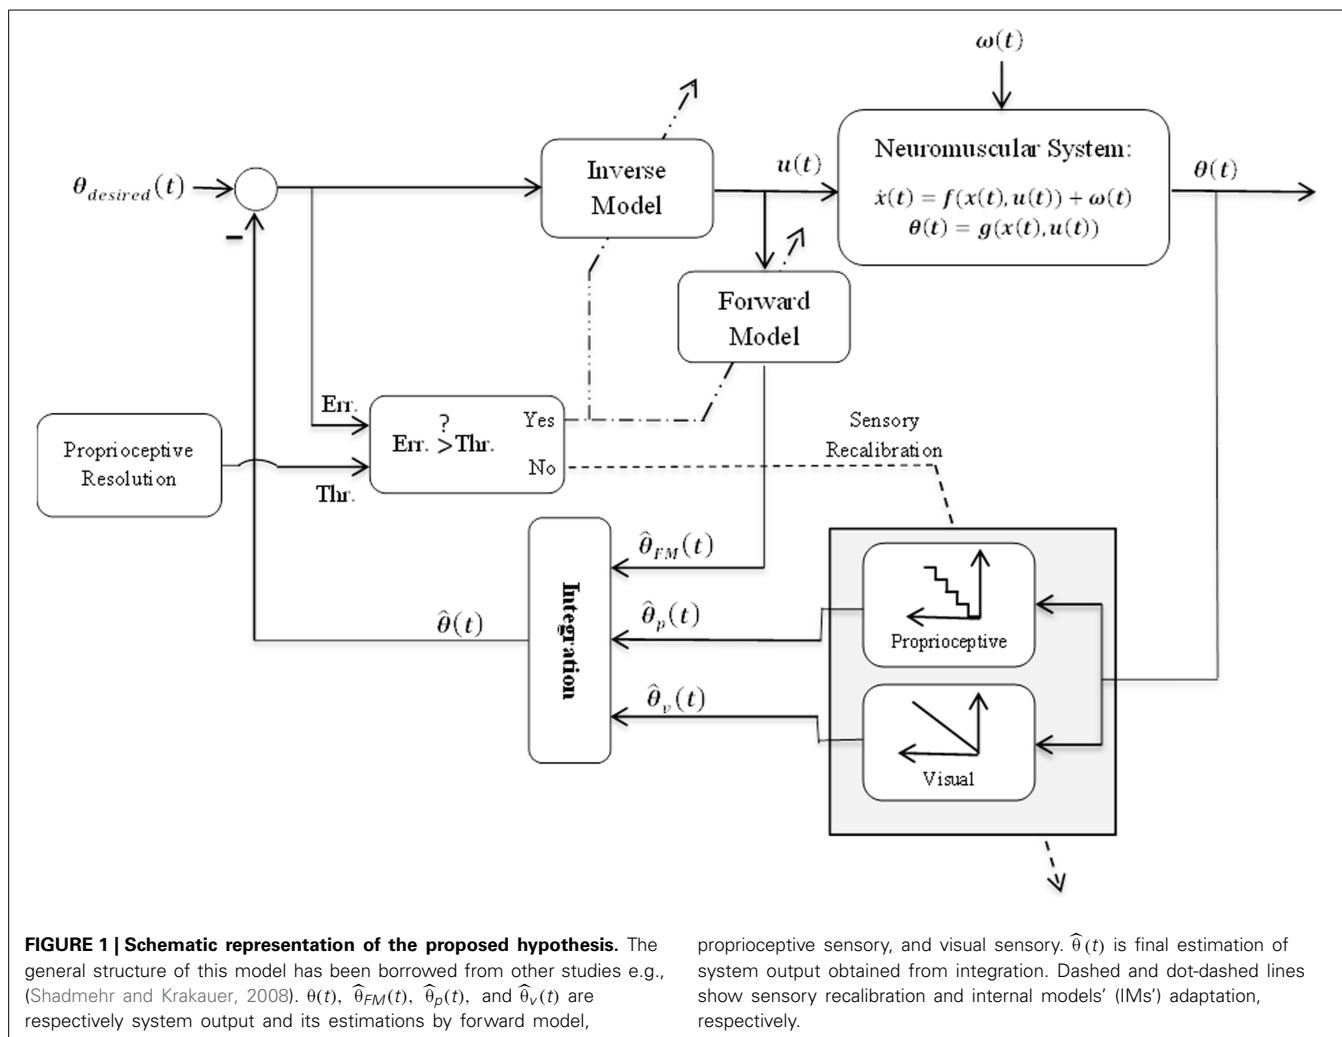 ω(t)
Neuromuscular System:
ẋ(t) = f(x(t), u(t)) + ω(t)
θ(t) = g(x(t), u(t))
θ(t)
u(t)
Inverse
Model
θdesired(t)
−
Forward
Model
Err.
?
Err. >Thr.
Yes
No
Thr.
Proprioceptive
Resolution
Sensory
Recalibration
θ̂FM(t)
θ̂p(t)
θ̂v(t)
Integration
θ̂(t)
Proprioceptive
Visual
FIGURE 1 | Schematic representation of the proposed hypothesis. The
general structure of this model has been borrowed from other studies e.g.,
(Shadmehr and Krakauer, 2008). θ(t), θ̂FM(t), θ̂p(t), and θ̂v(t) are
respectively system output and its estimations by forward model,
proprioceptive sensory, and visual sensory. θ̂(t) is final estimation of
system output obtained from integration. Dashed and dot-dashed lines
show sensory recalibration and internal models' (IMs') adaptation,
respectively.